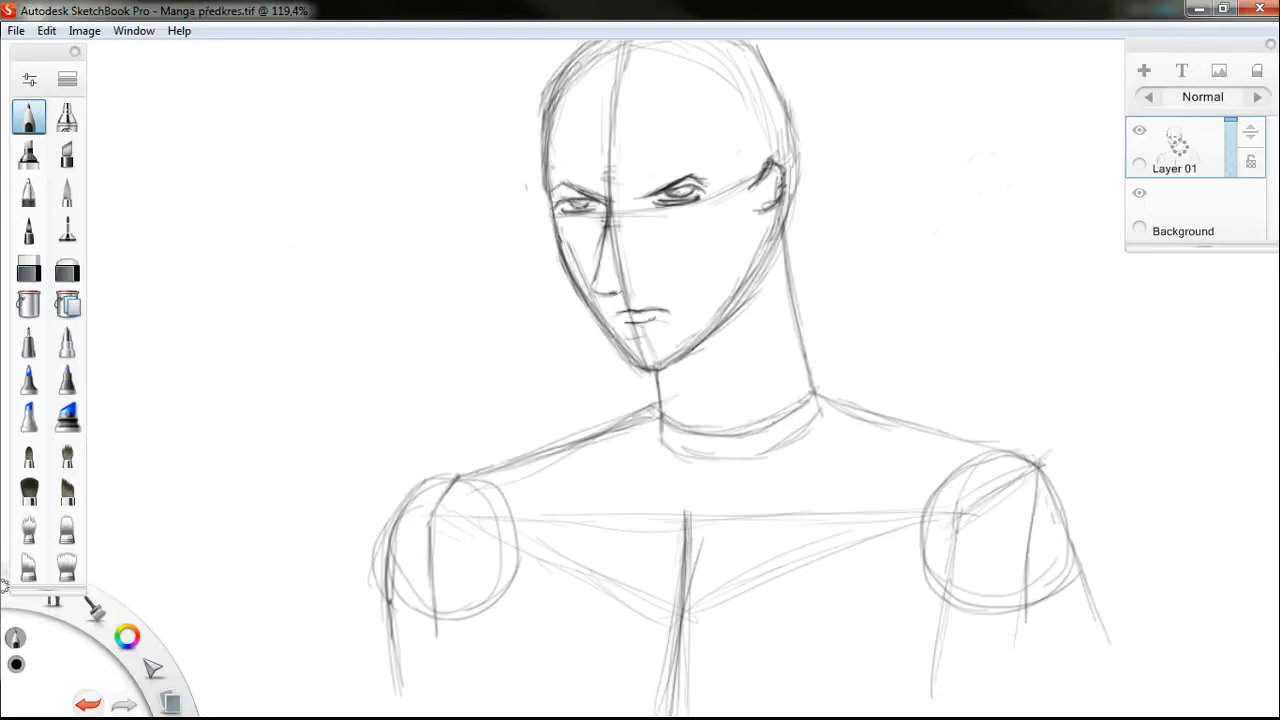 Autodesk SketchBook Pro - Manga předkres.tif @ 119,4%
File Edit Image Window Help
Normal
Layer 01
Background